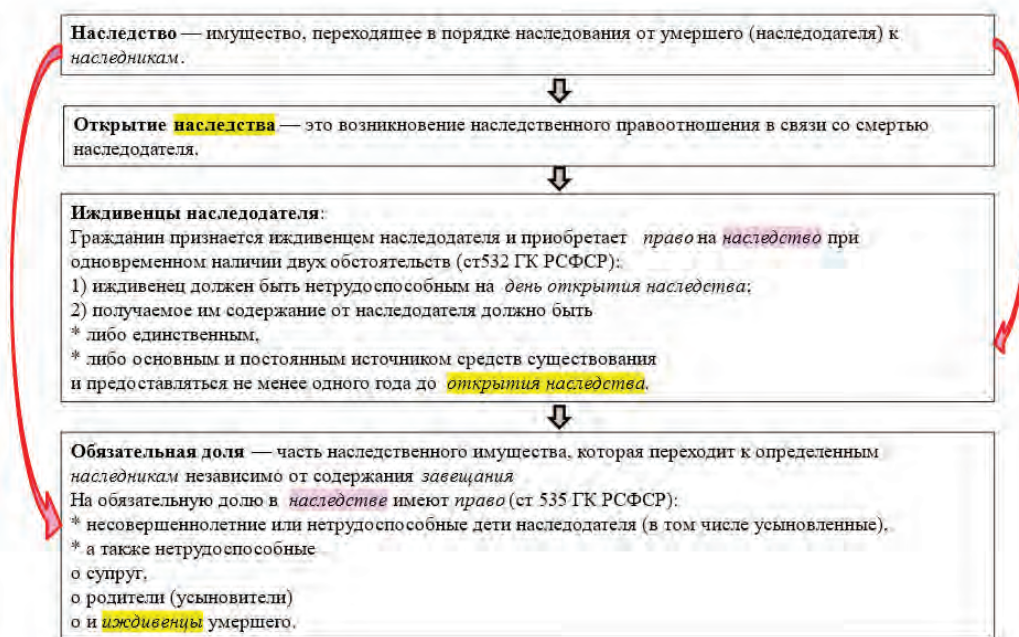 Наследство — имущество, переходящее в порядке наследования от умершего (наследодателя) к
наследникам.
Открытие наследства — это возникновение наследственного правоотношения в связи со смертью
наследодателя.
Иждивенцы наследодателя:
Гражданин признается иждивенцем наследодателя и приобретает право на наследство при
одновременном наличии двух обстоятельств (ст532 ГК РСФСР):
1) иждивенец должен быть нетрудоспособным на день открытия наследства;
2) получаемое им содержание от наследодателя должно быть
* либо единственным,
* либо основным и постоянным источником средств существования
и предоставляться не менее одного года до открытия наследства.
Обязательная доля — часть наследственного имущества, которая переходит к определенным
наследникам независимо от содержания завещания
На обязательную долю в наследстве имеют право (ст 535 ГК РСФСР):
* несовершеннолетние или нетрудоспособные дети наследодателя (в том числе усыновленные),
* а также нетрудоспособные
о супруг,
о родители (усыновители)
о и иждивенцы умершего.